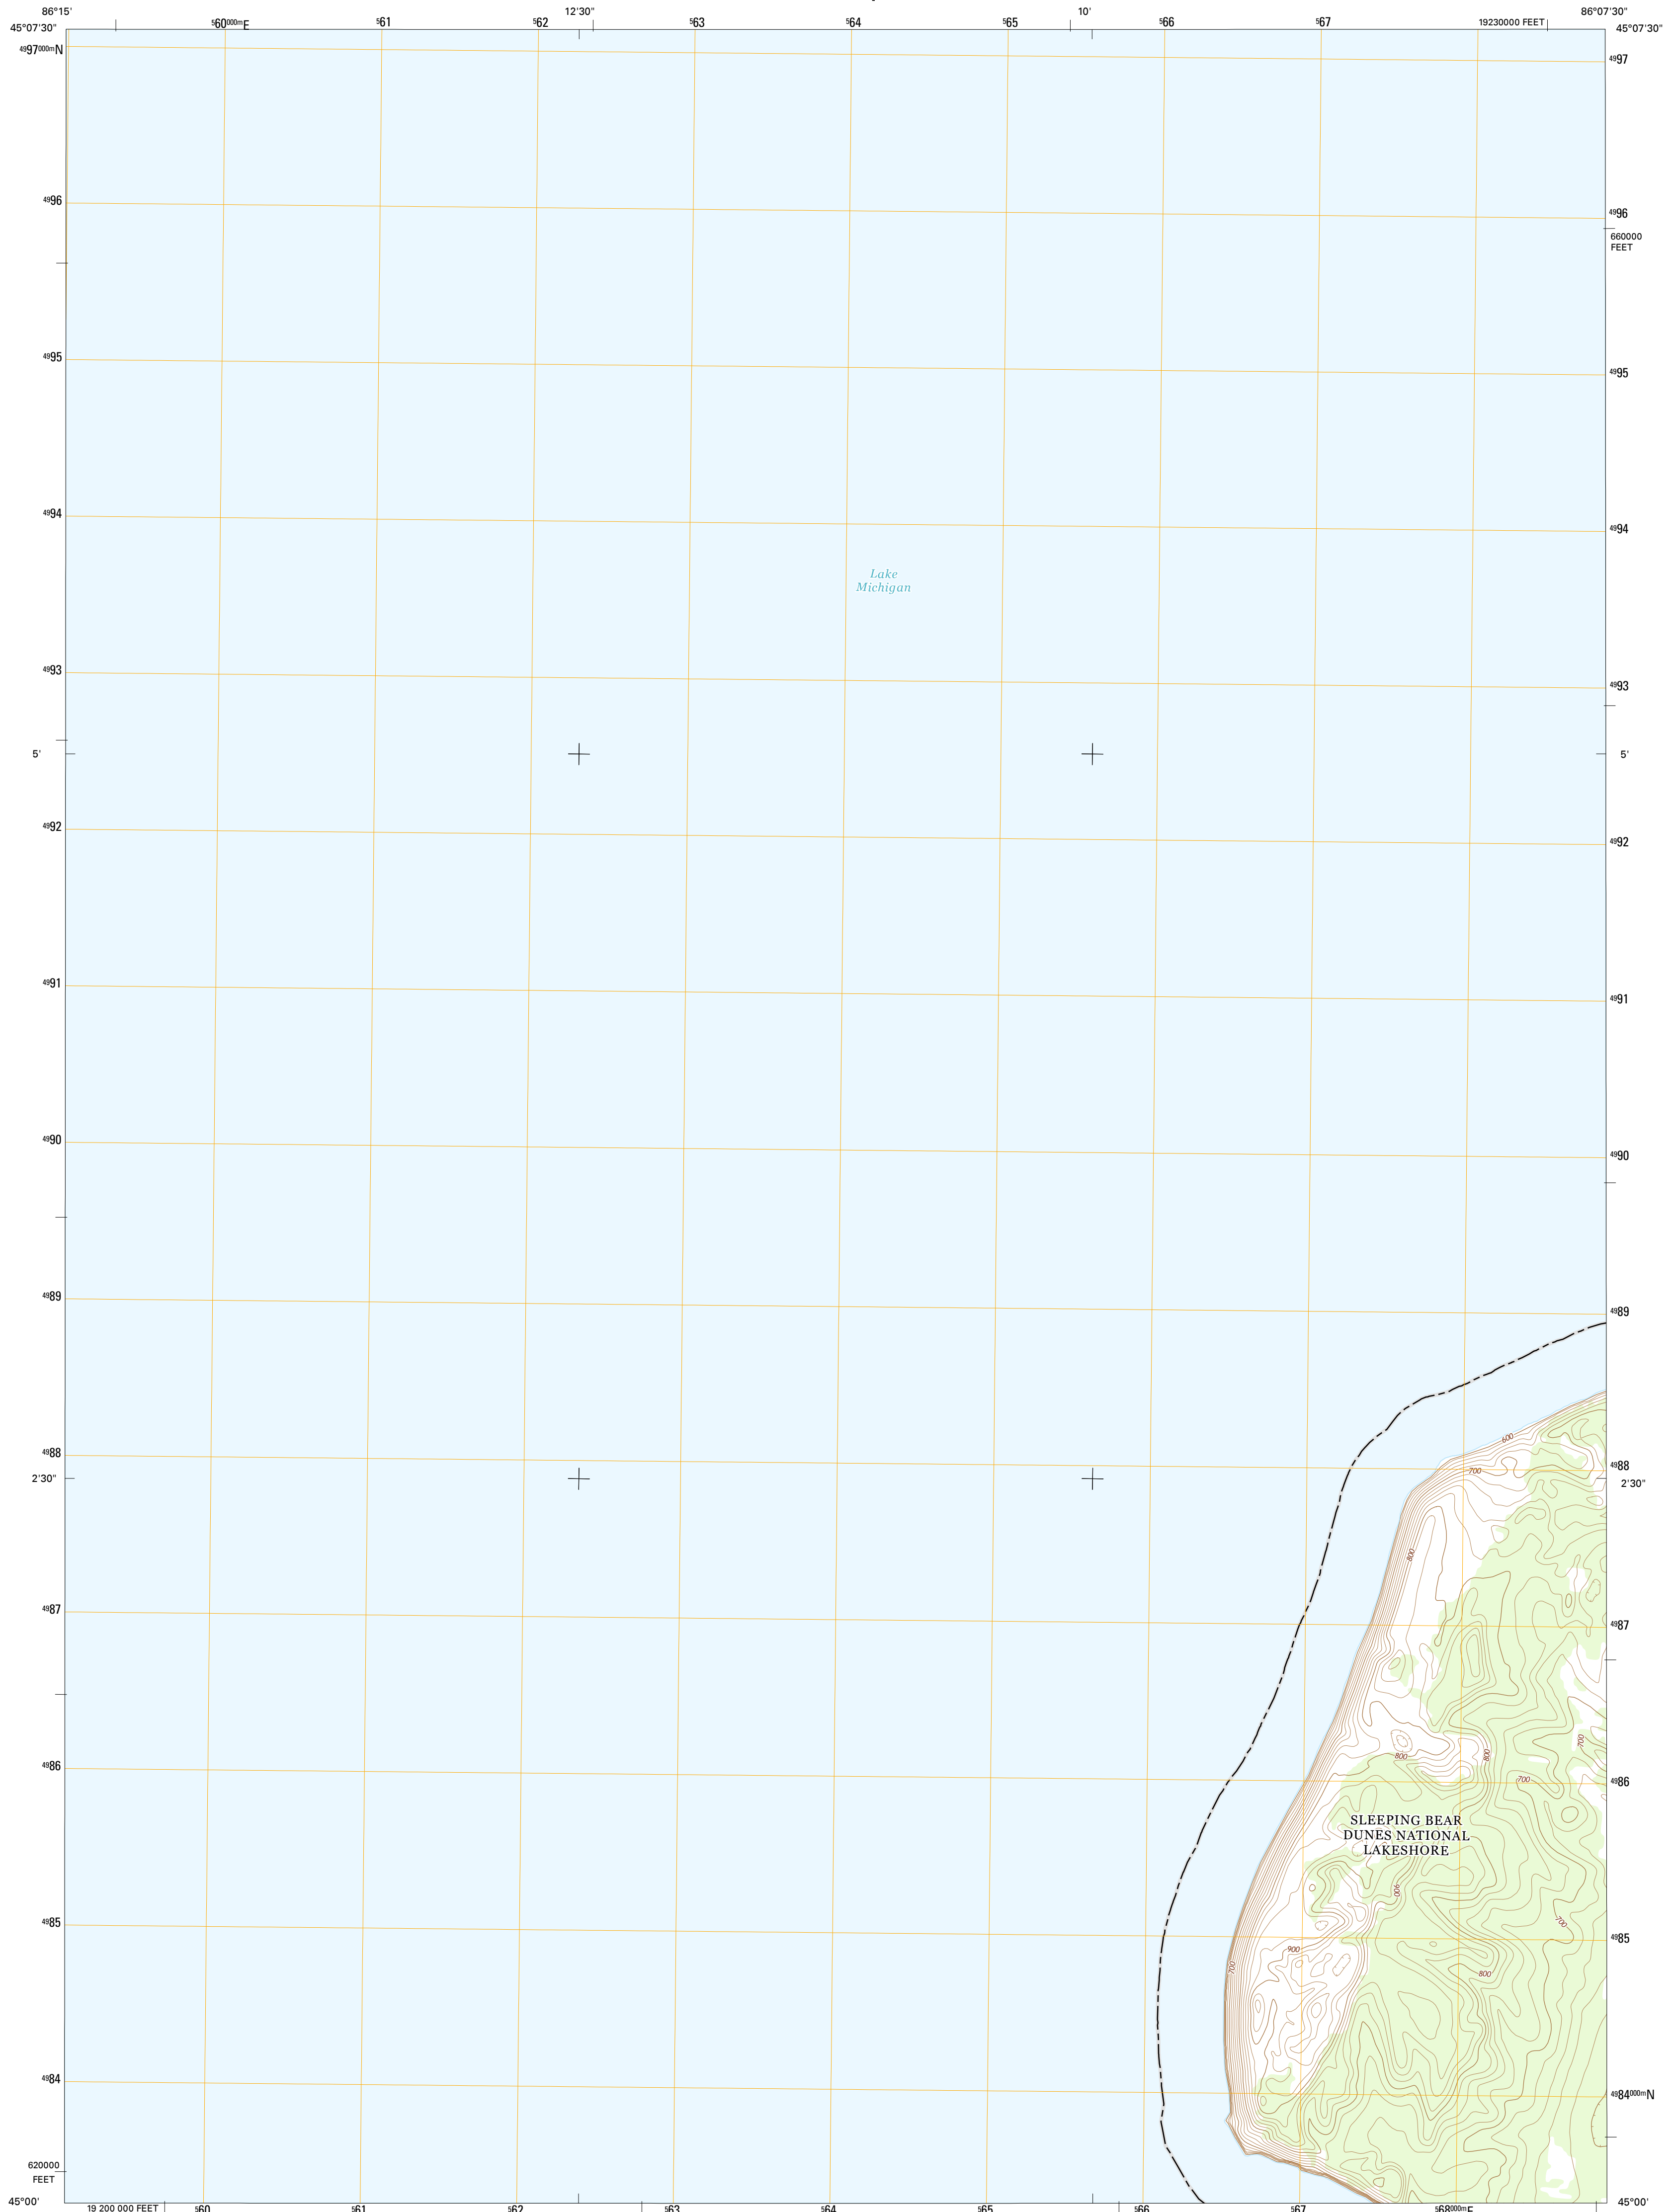 86°15' 12'30" 10' 86°07'30"
⁵60⁰⁰⁰ᵐE ⁵61 ⁵62 ⁵63 ⁵64 ⁵65 ⁵66 ⁵67 19230000 FEET
45°07'30" 45°07'30"
⁴⁹97⁰⁰⁰ᵐN ⁴⁹97
⁴⁹96 ⁴⁹96
660000
FEET
⁴⁹95 ⁴⁹95
⁴⁹94 ⁴⁹94
Lake
Michigan
⁴⁹93 ⁴⁹93
5' 5'
⁴⁹92 ⁴⁹92
⁴⁹91 ⁴⁹91
⁴⁹90 ⁴⁹90
⁴⁹89 ⁴⁹89
600
⁴⁹88 ⁴⁹88
700
2'30" 2'30"
800
⁴⁹87 ⁴⁹87
700
800 800
⁴⁹86 700 ⁴⁹86
SLEEPING BEAR
DUNES NATIONAL
LAKESHORE
900
700
⁴⁹85 ⁴⁹85
900
700
800
⁴⁹84 ⁴⁹84⁰⁰⁰ᵐN
620000
FEET
45°00' 45°00'
19 200 000 FEET ⁵60 ⁵61 ⁵62 ⁵63 ⁵64 ⁵65 ⁵66 ⁵67 ⁵68⁰⁰⁰ᵐE